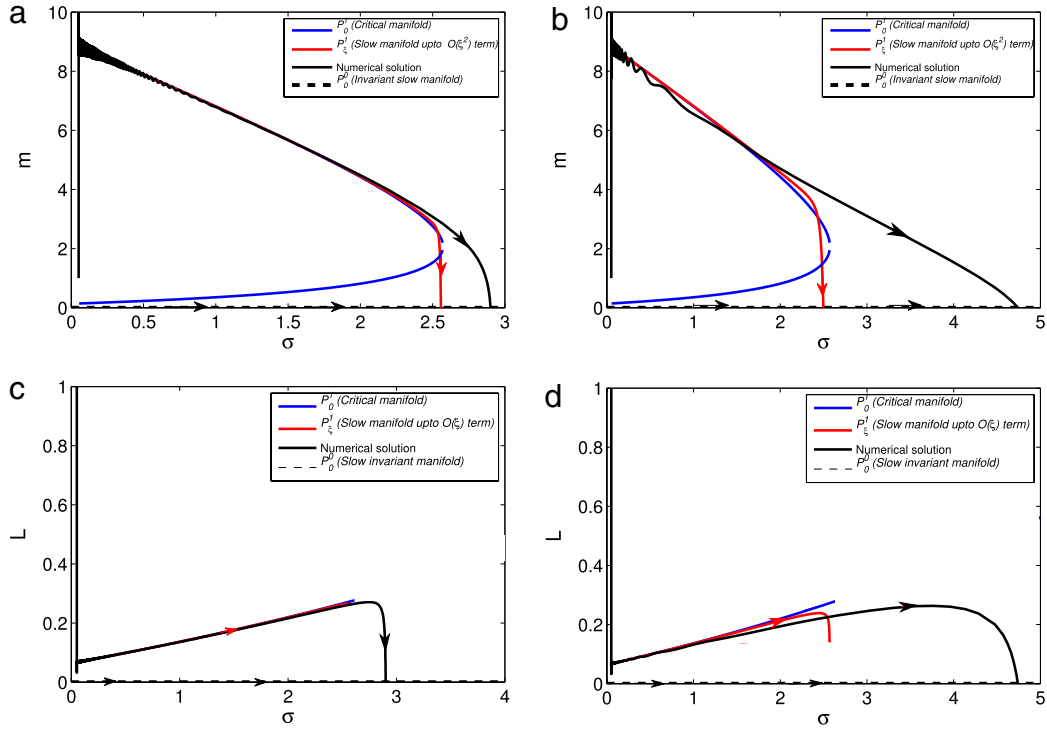 a
P₀¹ (Critical manifold)
P_ξ¹ (Slow manifold upto O(ξ²) term)
Numerical solution
P₀⁰ (Invariant slow manifold)
10
8
6
4
2
0
m
0 0.5 1 1.5 2 2.5 3
σ
b
P₀¹ (Critical manifold)
P_ξ¹ (Slow manifold upto O(ξ²) term)
Numerical solution
P₀⁰ (Invariant slow manifold)
10
8
6
4
2
0
m
0 1 2 3 4 5
σ
c
P₀¹ (Critical manifold)
P_ξ¹ (Slow manifold upto O(ξ) term)
Numerical solution
P₀⁰ (Slow invariant manifold)
1
0.8
0.6
0.4
0.2
0
L
0 1 2 3 4
σ
d
P₀¹ (Critical manifold)
P_ξ¹ (Slow manifold upto O(ξ) term)
Numerical solution
P₀⁰ (Slow invariant manifold)
1
0.8
0.6
0.4
0.2
0
L
0 1 2 3 4 5
σ